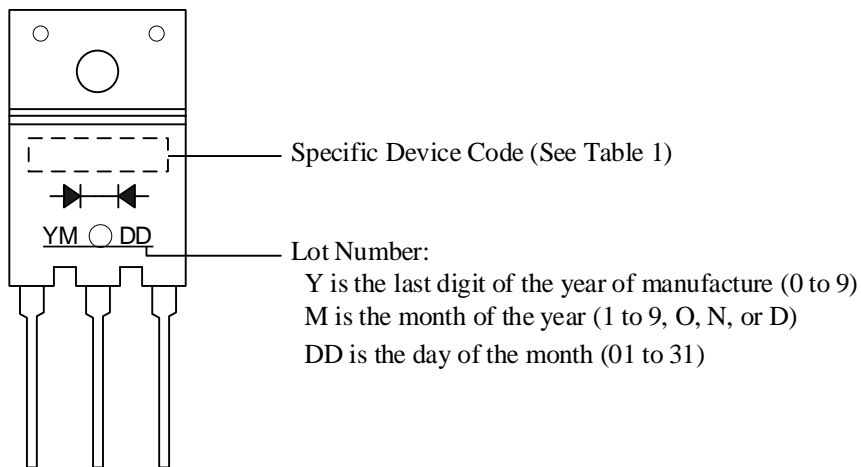 Specific Device Code (See Table 1)
YM DD
Lot Number:
Y is the last digit of the year of manufacture (0 to 9)
M is the month of the year (1 to 9, O, N, or D)
DD is the day of the month (01 to 31)